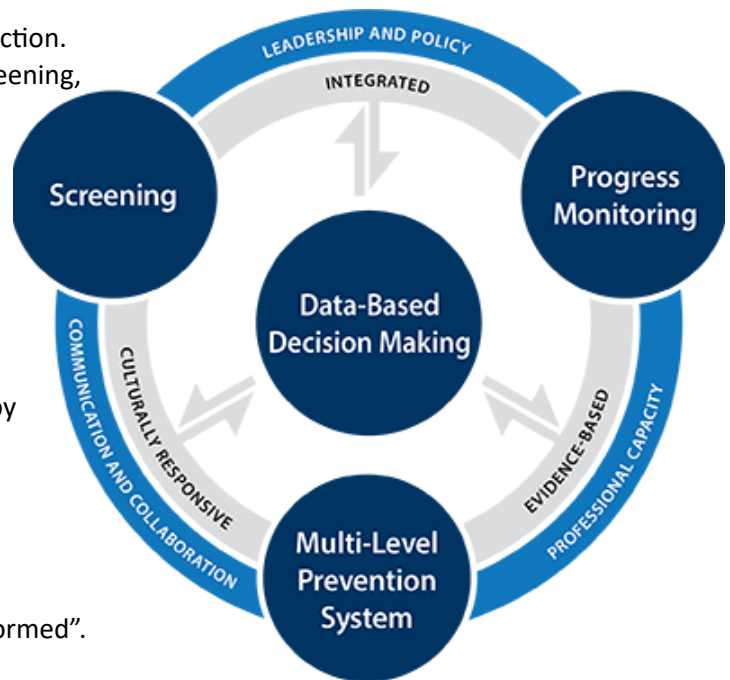 ction.
eening,
by
ormed”.
LEADERSHIP AND POLICY
INTEGRATED
Screening
Progress
Monitoring
Data-Based
Decision Making
COMMUNICATION AND COLLABORATION
CULTURALLY RESPONSIVE
EVIDENCE-BASED
PROFESSIONAL CAPACITY
Multi-Level
Prevention
System